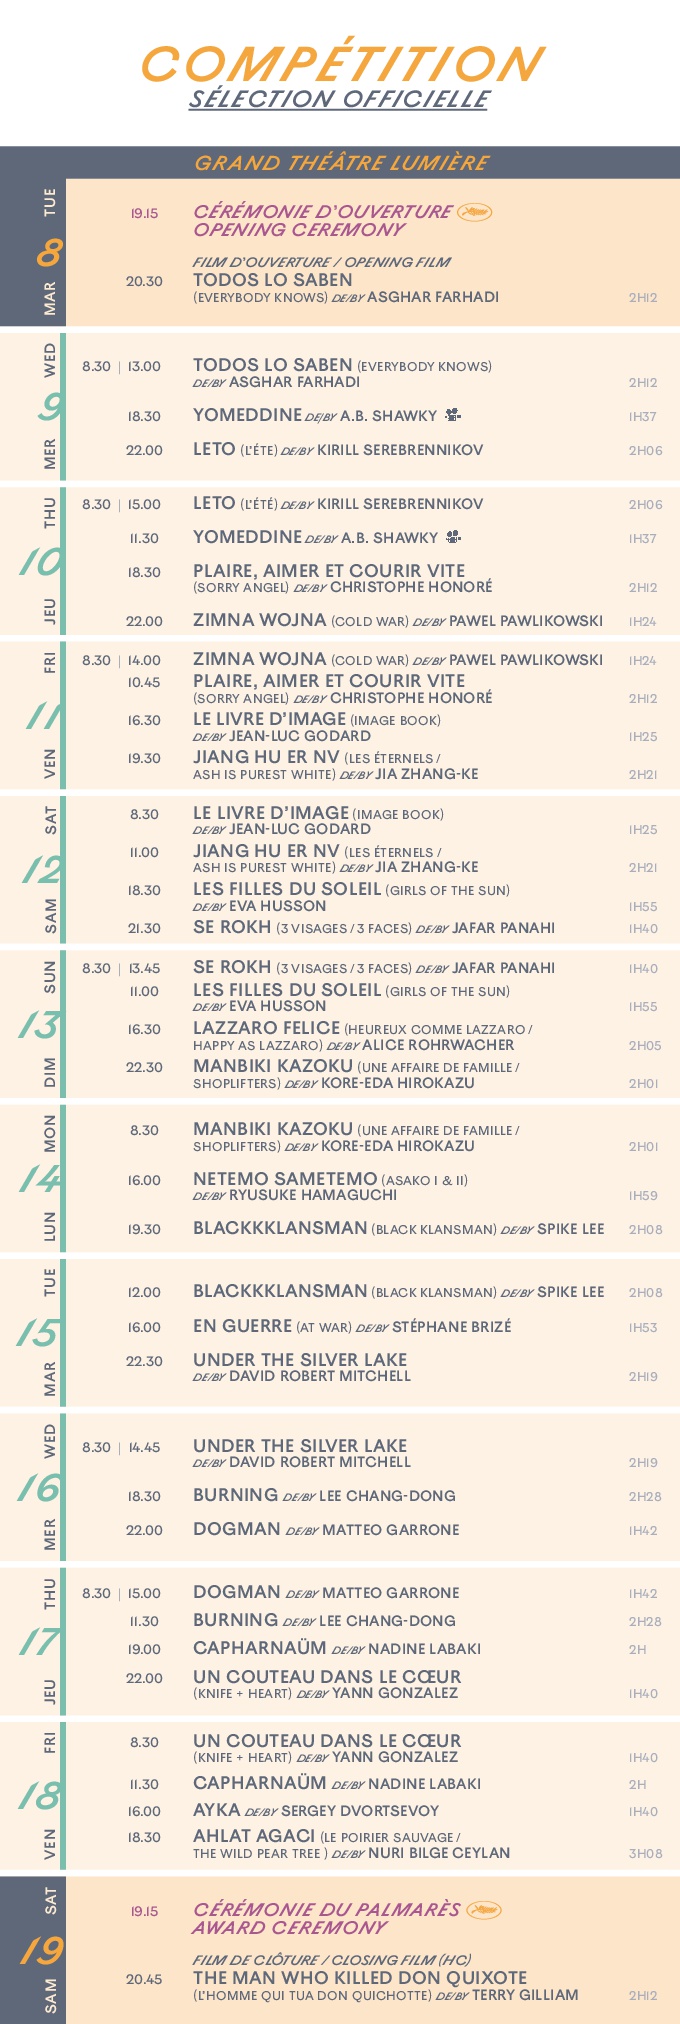 COMPÉTITION
SÉLECTION OFFICIELLE
GRAND THÉÂTRE LUMIÈRE
TUE
8
MAR
19.15 CÉRÉMONIE D'OUVERTURE
OPENING CEREMONY
FILM D'OUVERTURE / OPENING FILM
20.30 TODOS LO SABEN
(EVERYBODY KNOWS) DE/BY ASGHAR FARHADI 2H12
WED
9
MER
8.30 | 13.00 TODOS LO SABEN (EVERYBODY KNOWS)
DE/BY ASGHAR FARHADI 2H12
18.30 YOMEDDINE DE/BY A.B. SHAWKY 1H37
22.00 LETO (L'ÉTE) DE/BY KIRILL SEREBRENNIKOV 2H06
THU
10
JEU
8.30 | 15.00 LETO (L'ÉTÉ) DE/BY KIRILL SEREBRENNIKOV 2H06
11.30 YOMEDDINE DE/BY A.B. SHAWKY 1H37
18.30 PLAIRE, AIMER ET COURIR VITE
(SORRY ANGEL) DE/BY CHRISTOPHE HONORÉ 2H12
22.00 ZIMNA WOJNA (COLD WAR) DE/BY PAWEL PAWLIKOWSKI 1H24
FRI
11
VEN
8.30 | 14.00 ZIMNA WOJNA (COLD WAR) DE/BY PAWEL PAWLIKOWSKI 1H24
10.45 PLAIRE, AIMER ET COURIR VITE
(SORRY ANGEL) DE/BY CHRISTOPHE HONORÉ 2H12
16.30 LE LIVRE D'IMAGE (IMAGE BOOK)
DE/BY JEAN-LUC GODARD 1H25
19.30 JIANG HU ER NV (LES ÉTERNELS /
ASH IS PUREST WHITE) DE/BY JIA ZHANG-KE 2H21
SAT
12
SAM
8.30 LE LIVRE D'IMAGE (IMAGE BOOK)
DE/BY JEAN-LUC GODARD 1H25
11.00 JIANG HU ER NV (LES ÉTERNELS /
ASH IS PUREST WHITE) DE/BY JIA ZHANG-KE 2H21
18.30 LES FILLES DU SOLEIL (GIRLS OF THE SUN)
DE/BY EVA HUSSON 1H55
21.30 SE ROKH (3 VISAGES / 3 FACES) DE/BY JAFAR PANAHI 1H40
SUN
13
DIM
8.30 | 13.45 SE ROKH (3 VISAGES / 3 FACES) DE/BY JAFAR PANAHI 1H40
11.00 LES FILLES DU SOLEIL (GIRLS OF THE SUN)
DE/BY EVA HUSSON 1H55
16.30 LAZZARO FELICE (HEUREUX COMME LAZZARO /
HAPPY AS LAZZARO) DE/BY ALICE ROHRWACHER 2H05
22.30 MANBIKI KAZOKU (UNE AFFAIRE DE FAMILLE /
SHOPLIFTERS) DE/BY KORE-EDA HIROKAZU 2H01
MON
14
LUN
8.30 MANBIKI KAZOKU (UNE AFFAIRE DE FAMILLE /
SHOPLIFTERS) DE/BY KORE-EDA HIROKAZU 2H01
16.00 NETEMO SAMETEMO (ASAKO I & II)
DE/BY RYUSUKE HAMAGUCHI 1H59
19.30 BLACKKKLANSMAN (BLACK KLANSMAN) DE/BY SPIKE LEE 2H08
TUE
15
MAR
12.00 BLACKKKLANSMAN (BLACK KLANSMAN) DE/BY SPIKE LEE 2H08
16.00 EN GUERRE (AT WAR) DE/BY STÉPHANE BRIZÉ 1H53
22.30 UNDER THE SILVER LAKE
DE/BY DAVID ROBERT MITCHELL 2H19
WED
16
MER
8.30 | 14.45 UNDER THE SILVER LAKE
DE/BY DAVID ROBERT MITCHELL 2H19
18.30 BURNING DE/BY LEE CHANG-DONG 2H28
22.00 DOGMAN DE/BY MATTEO GARRONE 1H42
THU
17
JEU
8.30 | 15.00 DOGMAN DE/BY MATTEO GARRONE 1H42
11.30 BURNING DE/BY LEE CHANG-DONG 2H28
19.00 CAPHARNAÜM DE/BY NADINE LABAKI 2H
22.00 UN COUTEAU DANS LE CŒUR
(KNIFE + HEART) DE/BY YANN GONZALEZ 1H40
FRI
18
VEN
8.30 UN COUTEAU DANS LE CŒUR
(KNIFE + HEART) DE/BY YANN GONZALEZ 1H40
11.30 CAPHARNAÜM DE/BY NADINE LABAKI 2H
16.00 AYKA DE/BY SERGEY DVORTSEVOY 1H40
18.30 AHLAT AGACI (LE POIRIER SAUVAGE /
THE WILD PEAR TREE ) DE/BY NURI BILGE CEYLAN 3H08
SAT
19
SAM
19.15 CÉRÉMONIE DU PALMARÈS
AWARD CEREMONY
FILM DE CLÔTURE / CLOSING FILM (HC)
20.45 THE MAN WHO KILLED DON QUIXOTE
(L'HOMME QUI TUA DON QUICHOTTE) DE/BY TERRY GILLIAM 2H12